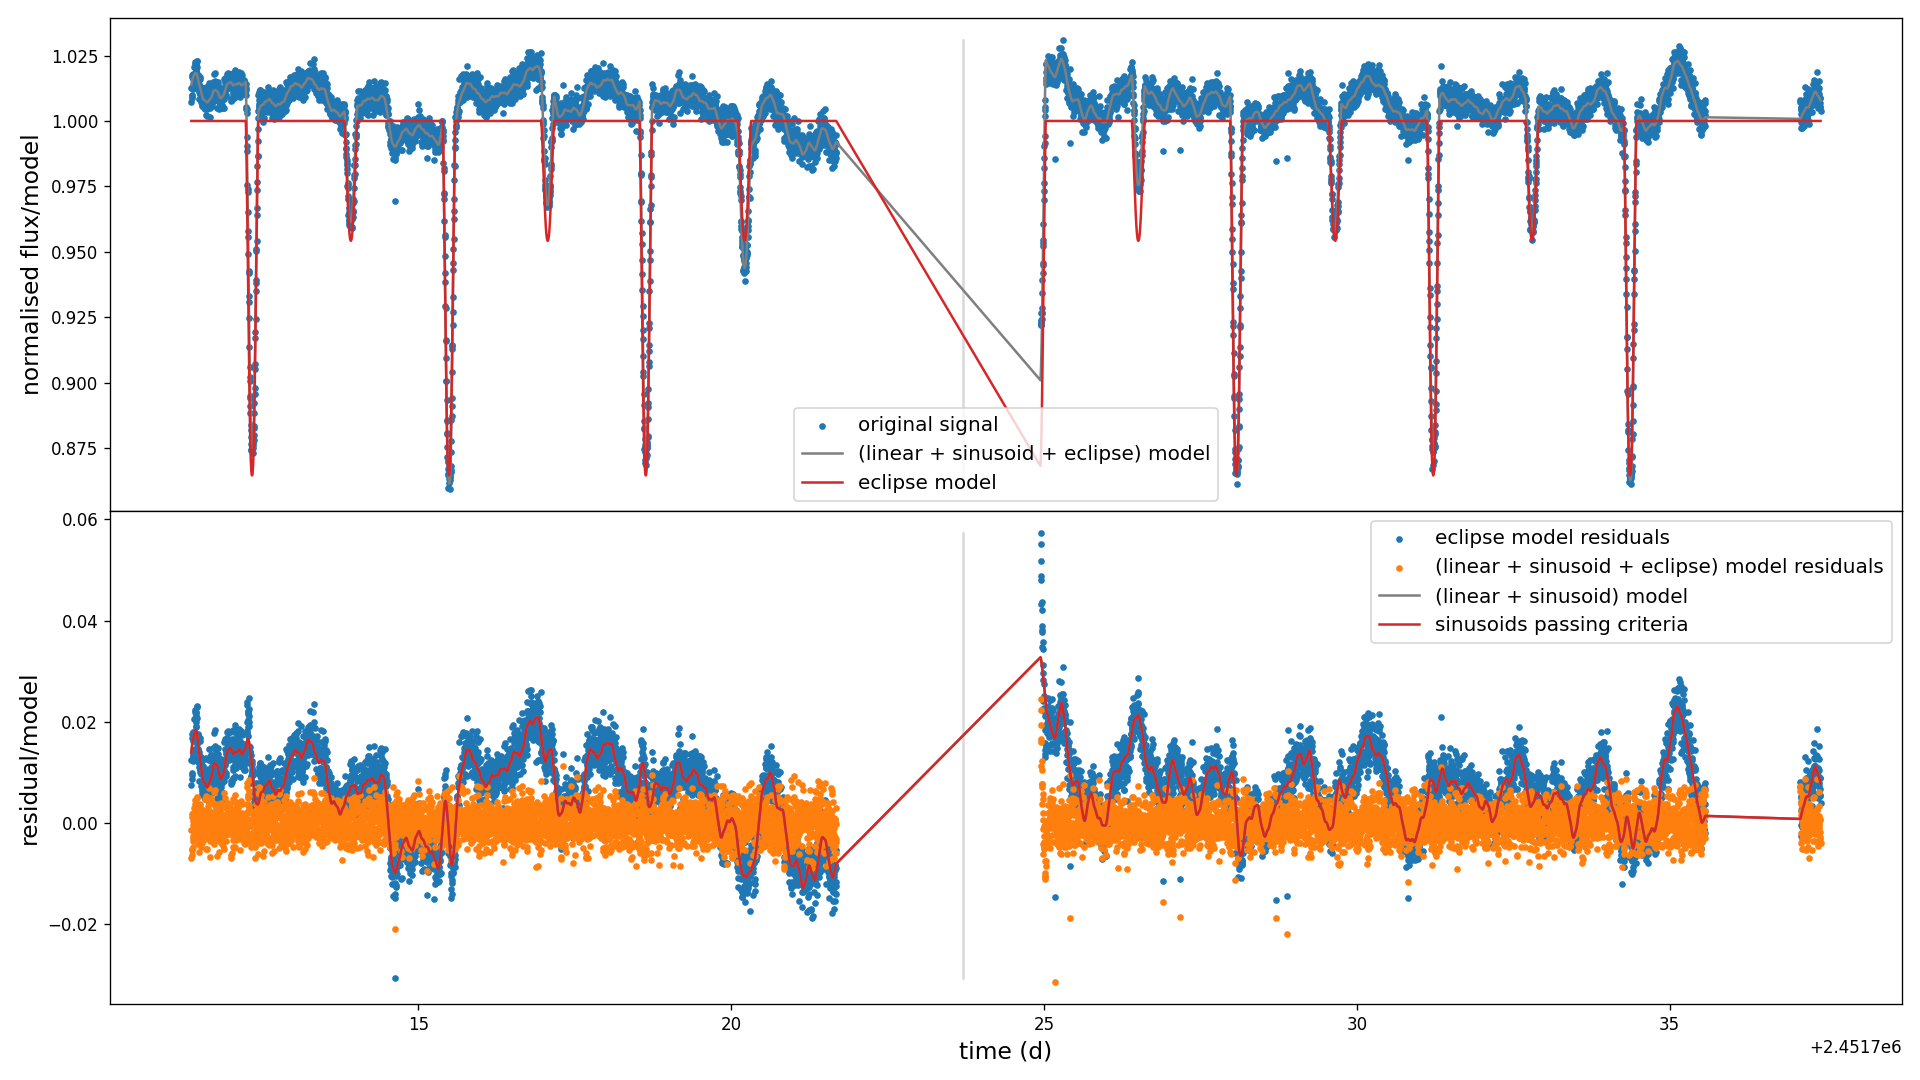 normalised flux/model
1.025
1.000
0.975
0.950
0.925
0.900
0.875
original signal
(linear + sinusoid + eclipse) model
eclipse model
residual/model
0.06
0.04
0.02
0.00
−0.02
eclipse model residuals
(linear + sinusoid + eclipse) model residuals
(linear + sinusoid) model
sinusoids passing criteria
15 20 25 30 35
time (d)
+2.4517e6